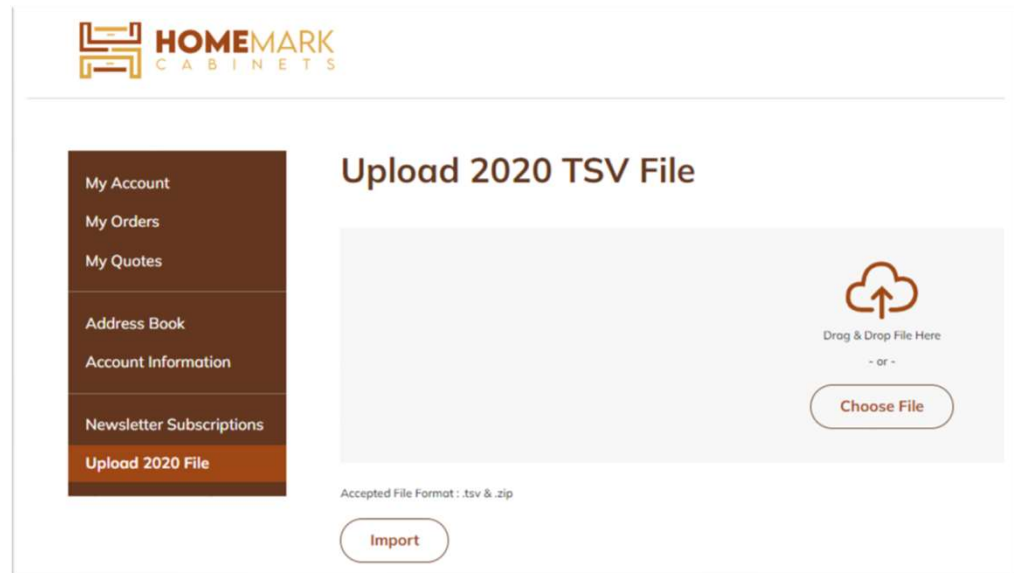 HOMEMARK
CABINETS
My Account
My Orders
My Quotes
Address Book
Account Information
Newsletter Subscriptions
Upload 2020 File
Upload 2020 TSV File
Drag & Drop File Here
- or -
Choose File
Accepted File Format : .tsv & .zip
Import